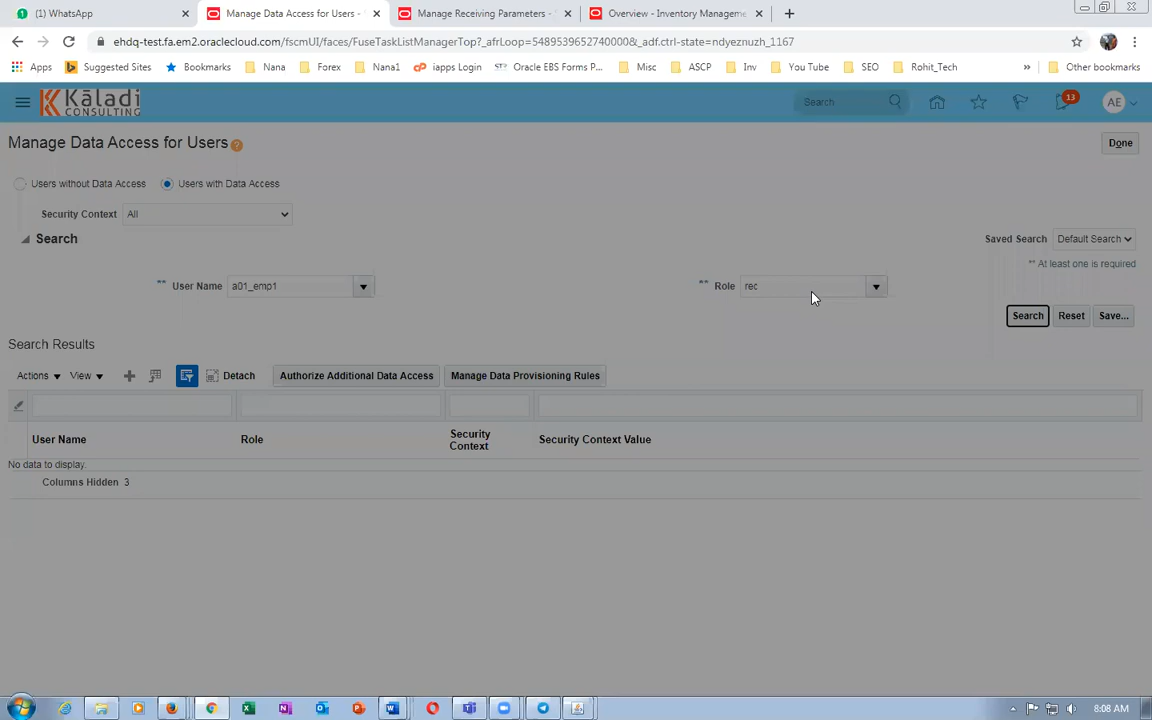 (1) WhatsApp
Manage Data Access for Users -
Manage Receiving Parameters -
Overview - Inventory Manageme
ehdq-test.fa.em2.oraclecloud.com/fscmUI/faces/FuseTaskListManagerTop?_afrLoop=5489539652740000&_adf.ctrl-state=ndyeznuzh_1167
Apps Suggested Sites Bookmarks Nana Forex Nana1 iapps Login Oracle EBS Forms P... Misc ASCP Inv You Tube SEO Rohit_Tech » Other bookmarks
Kāladi
CONSULTING
Search
13
AE
Manage Data Access for Users
Done
Users without Data Access Users with Data Access
Security Context All
Search
Saved Search Default Search
** At least one is required
** User Name a01_emp1
** Role rec
Search Reset Save...
Search Results
Actions View Detach Authorize Additional Data Access Manage Data Provisioning Rules
User Name Role Security Context Security Context Value
No data to display.
Columns Hidden 3
8:08 AM